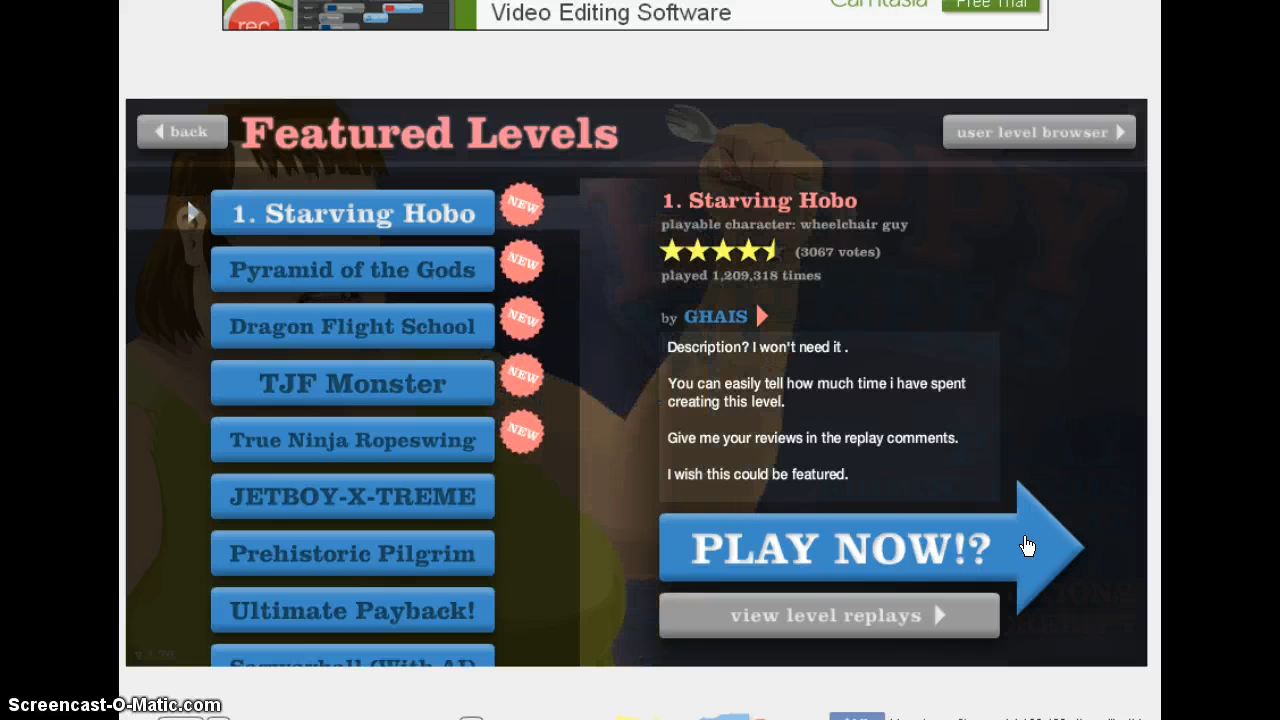 rec
Video Editing Software
Camtasia
Free Trial
back
Featured Levels
user level browser
1. Starving Hobo
NEW
Pyramid of the Gods
NEW
Dragon Flight School
NEW
TJF Monster
NEW
True Ninja Ropeswing
NEW
JETBOY-X-TREME
Prehistoric Pilgrim
Ultimate Payback!
1. Starving Hobo
playable character: wheelchair guy
(3067 votes)
played 1,209,318 times
by GHAIS
Description? I won't need it .
You can easily tell how much time i have spent
creating this level.
Give me your reviews in the replay comments.
I wish this could be featured.
PLAY NOW!?
view level replays
Screencast-O-Matic.com